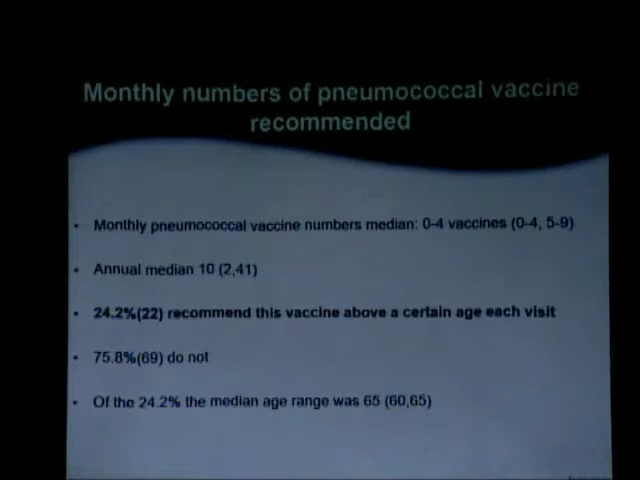 Monthly numbers of pneumococcal vaccine
recommended
• Monthly pneumococcal vaccine numbers median: 0-4 vaccines (0-4, 5-9)
• Annual median 10 (2,41)
• 24.2%(22) recommend this vaccine above a certain age each visit
• 75.8%(69) do not
• Of the 24.2% the median age range was 65 (60,65)